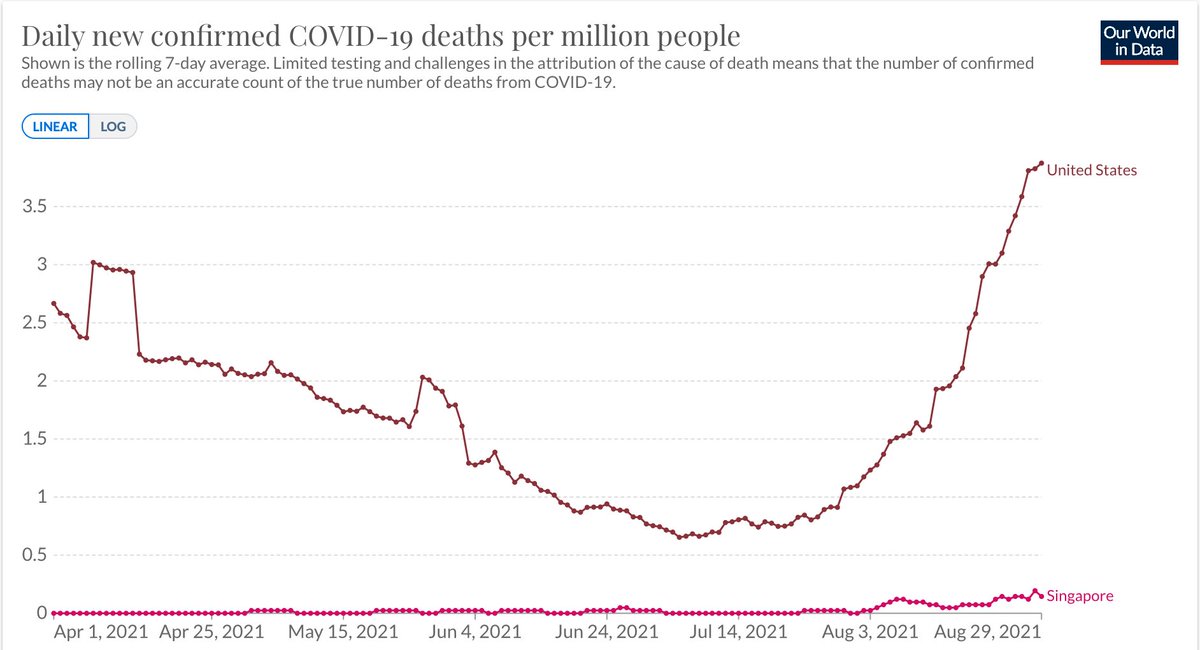 Daily new confirmed COVID-19 deaths per million people
Our World
in Data
Shown is the rolling 7-day average. Limited testing and challenges in the attribution of the cause of death means that the number of confirmed
deaths may not be an accurate count of the true number of deaths from COVID-19.
LINEAR LOG
United States
3.5
3
2.5
2
1.5
1
0.5
Singapore
0
Apr 1, 2021 Apr 25, 2021 May 15, 2021 Jun 4, 2021 Jun 24, 2021 Jul 14, 2021 Aug 3, 2021 Aug 29, 2021